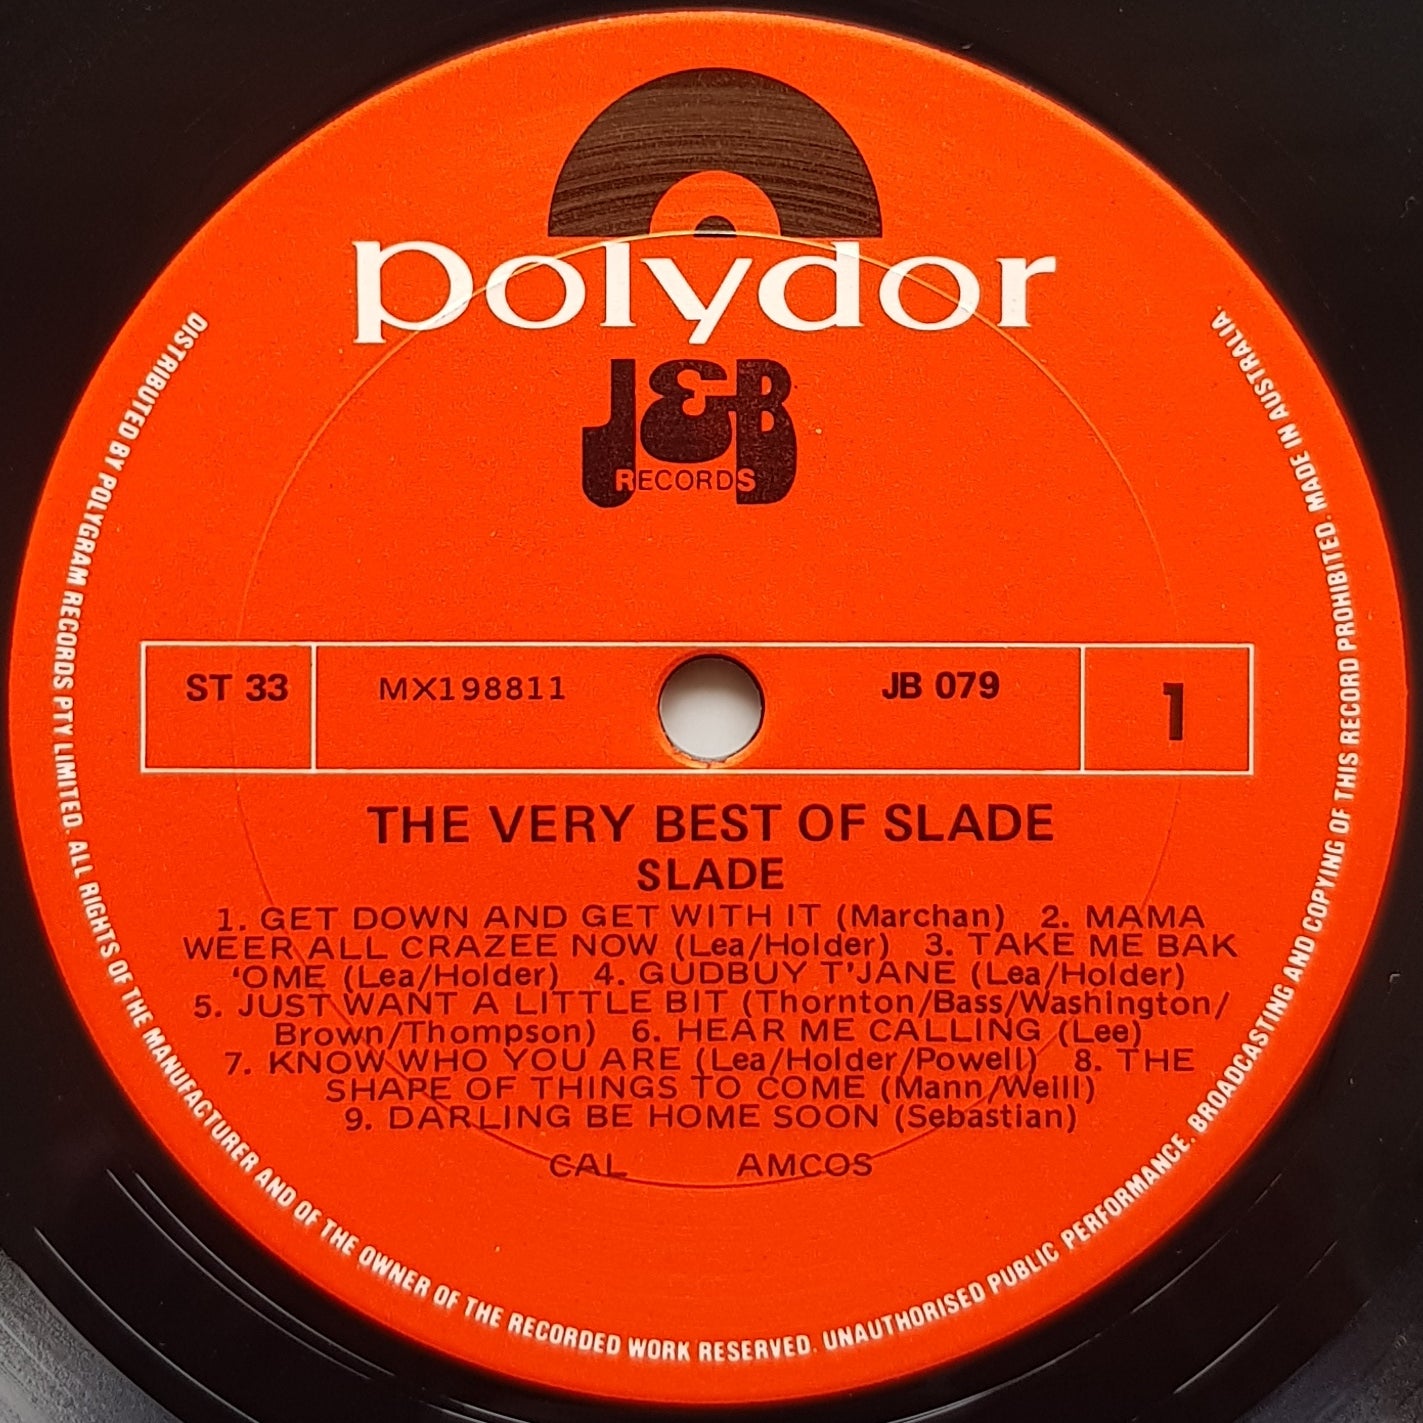 polydor
J&B
RECORDS
ST 33
MX198811
JB 079
1
THE VERY BEST OF SLADE
SLADE
1. GET DOWN AND GET WITH IT (Marchan) 2. MAMA
WEER ALL CRAZEE NOW (Lea/Holder) 3. TAKE ME BAK
'OME (Lea/Holder) 4. GUDBUY T'JANE (Lea/Holder)
5. JUST WANT A LITTLE BIT (Thornton/Bass/Washington/
Brown/Thompson) 6. HEAR ME CALLING (Lee)
7. KNOW WHO YOU ARE (Lea/Holder/Powell) 8. THE
SHAPE OF THINGS TO COME (Mann/Weill)
9. DARLING BE HOME SOON (Sebastian)
CAL AMCOS
DISTRIBUTED BY POLYGRAM RECORDS PTY LIMITED. ALL RIGHTS OF THE MANUFACTURER AND OF THE OWNER OF THE RECORDED WORK RESERVED. UNAUTHORISED PUBLIC PERFORMANCE. BROADCASTING AND COPYING OF THIS RECORD PROHIBITED. MADE IN AUSTRALIA.